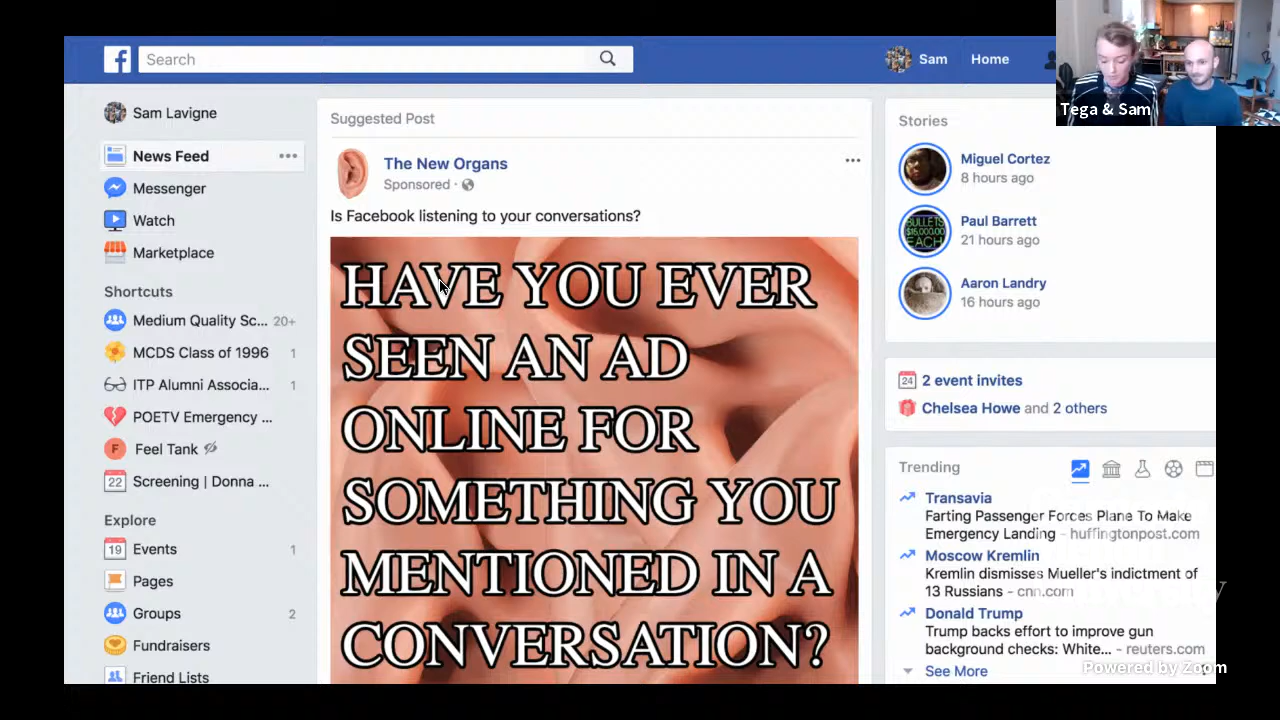 Search
Sam
Home
Tega & Sam
Sam Lavigne
News Feed
Messenger
Watch
Marketplace
Shortcuts
Medium Quality Sc... 20+
MCDS Class of 1996 1
ITP Alumni Associa... 1
POETV Emergency ...
F Feel Tank
22 Screening | Donna ...
Explore
19 Events 1
Pages
Groups 2
Fundraisers
Friend Lists
Suggested Post
The New Organs
Sponsored ·
Is Facebook listening to your conversations?
HAVE YOU EVER
SEEN AN AD
ONLINE FOR
SOMETHING YOU
MENTIONED IN A
CONVERSATION?
Stories
Miguel Cortez
8 hours ago
BULLETS
$15,000.00
EACH
Paul Barrett
21 hours ago
Aaron Landry
16 hours ago
24 2 event invites
Chelsea Howe and 2 others
Trending
Transavia
Farting Passenger Forces Plane To Make
Emergency Landing - huffingtonpost.com
Moscow Kremlin
Kremlin dismisses Mueller's indictment of
13 Russians - cnn.com
Donald Trump
Trump backs effort to improve gun
background checks: White... - reuters.com
See More
Powered by Zoom